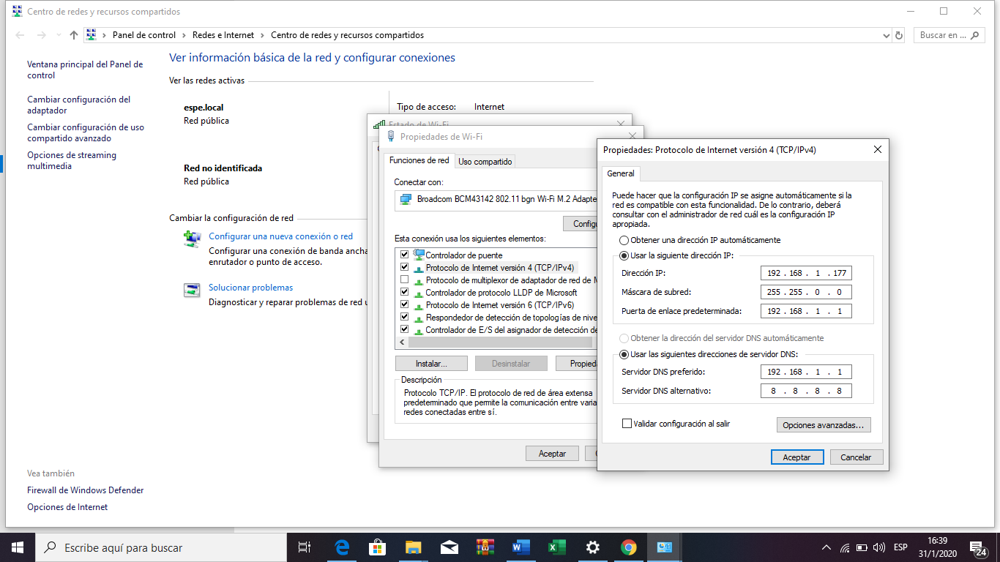 Centro de redes y recursos compartidos
Panel de control
Redes e Internet
Centro de redes y recursos compartidos
Buscar en ...
Ventana principal del Panel de
control
Cambiar configuración del
adaptador
Cambiar configuración de uso
compartido avanzado
Opciones de streaming
multimedia
Vea también
Firewall de Windows Defender
Opciones de Internet
Ver información básica de la red y configurar conexiones
Ver las redes activas
espe.local
Red pública
Tipo de acceso: Internet
Red no identificada
Red pública
Cambiar la configuración de red
Configurar una nueva conexión o red
Configurar una conexión de banda ancha
enrutador o punto de acceso.
Solucionar problemas
Diagnosticar y reparar problemas de red
Estado de Wi-Fi
Propiedades de Wi-Fi
Funciones de red
Uso compartido
Conectar con:
Broadcom BCM43142 802.11 bgn Wi-Fi M.2 Adapte
Configu
Esta conexión usa los siguientes elementos:
Controlador de puente
Protocolo de Internet versión 4 (TCP/IPv4)
Protocolo de multiplexor de adaptador de red de M
Controlador de protocolo LLDP de Microsoft
Protocolo de Internet versión 6 (TCP/IPv6)
Respondedor de detección de topologías de nive
Controlador de E/S del asignador de detección de
Instalar...
Desinstalar
Propied
Descripción
Protocolo TCP/IP. El protocolo de red de área extensa
predeterminado que permite la comunicación entre varia
redes conectadas entre sí.
Aceptar
Propiedades: Protocolo de Internet versión 4 (TCP/IPv4)
General
Puede hacer que la configuración IP se asigne automáticamente si la
red es compatible con esta funcionalidad. De lo contrario, deberá
consultar con el administrador de red cuál es la configuración IP
apropiada.
Obtener una dirección IP automáticamente
Usar la siguiente dirección IP:
Dirección IP: 192 . 168 . 1 . 177
Máscara de subred: 255 . 255 . 0 . 0
Puerta de enlace predeterminada: 192 . 168 . 1 . 1
Obtener la dirección del servidor DNS automáticamente
Usar las siguientes direcciones de servidor DNS:
Servidor DNS preferido: 192 . 168 . 1 . 1
Servidor DNS alternativo: 8 . 8 . 8 . 8
Validar configuración al salir
Opciones avanzadas...
Aceptar
Cancelar
Escribe aquí para buscar
ESP
16:39
31/1/2020
24